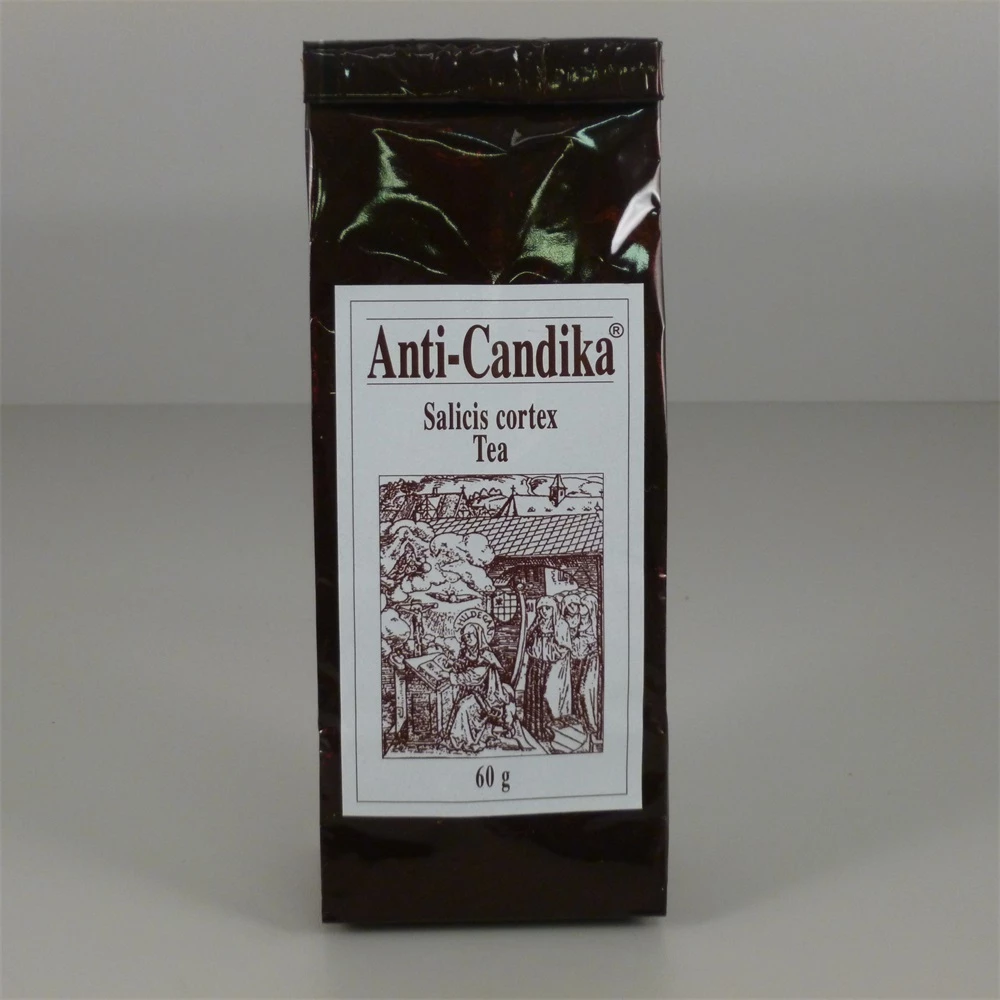 Anti-Candika®
Salicis cortex
Tea
60 g